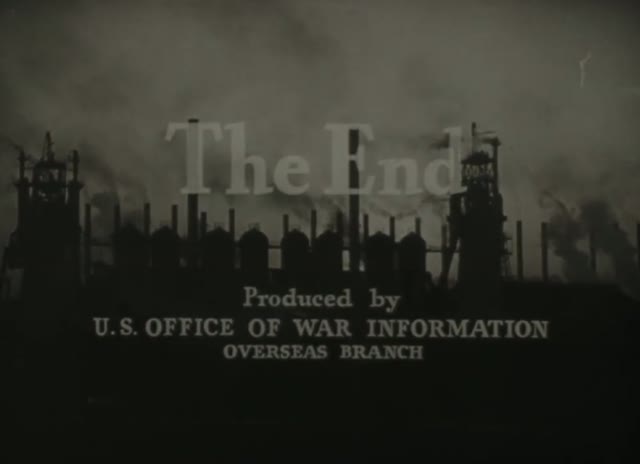 The End
Produced by
U.S. OFFICE OF WAR INFORMATION
OVERSEAS BRANCH